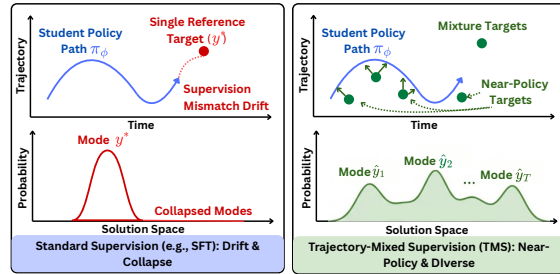 Student Policy
Path π_ϕ
Single Reference
Target (y*)
Supervision
Mismatch Drift
Trajectory
Time
Mode y*
Collapsed Modes
Probability
Solution Space
Standard Supervision (e.g., SFT): Drift &
Collapse
Student Policy
Path π_ϕ
Mixture Targets
Near-Policy
Targets
Trajectory
Time
Mode ŷ₁
Mode ŷ₂
...
Mode ŷ_T
Probability
Solution Space
Trajectory-Mixed Supervision (TMS): Near-
Policy & DIverse